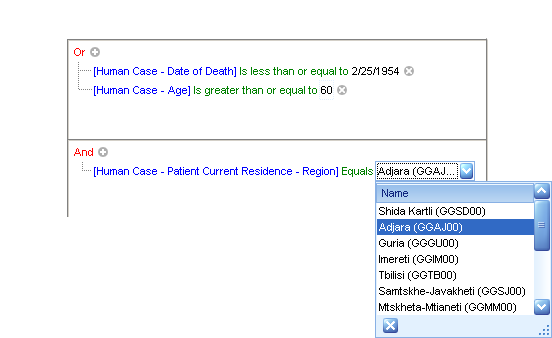 Or
[Human Case - Date of Death] Is less than or equal to 2/25/1954
[Human Case - Age] Is greater than or equal to 60
And
[Human Case - Patient Current Residence - Region] Equals Adjara (GGAJ...
Name
Shida Kartli (GGSD00)
Adjara (GGAJ00)
Guria (GGGU00)
Imereti (GGIM00)
Tbilisi (GGTB00)
Samtskhe-Javakheti (GGSJ00)
Mtskheta-Mtianeti (GGMM00)